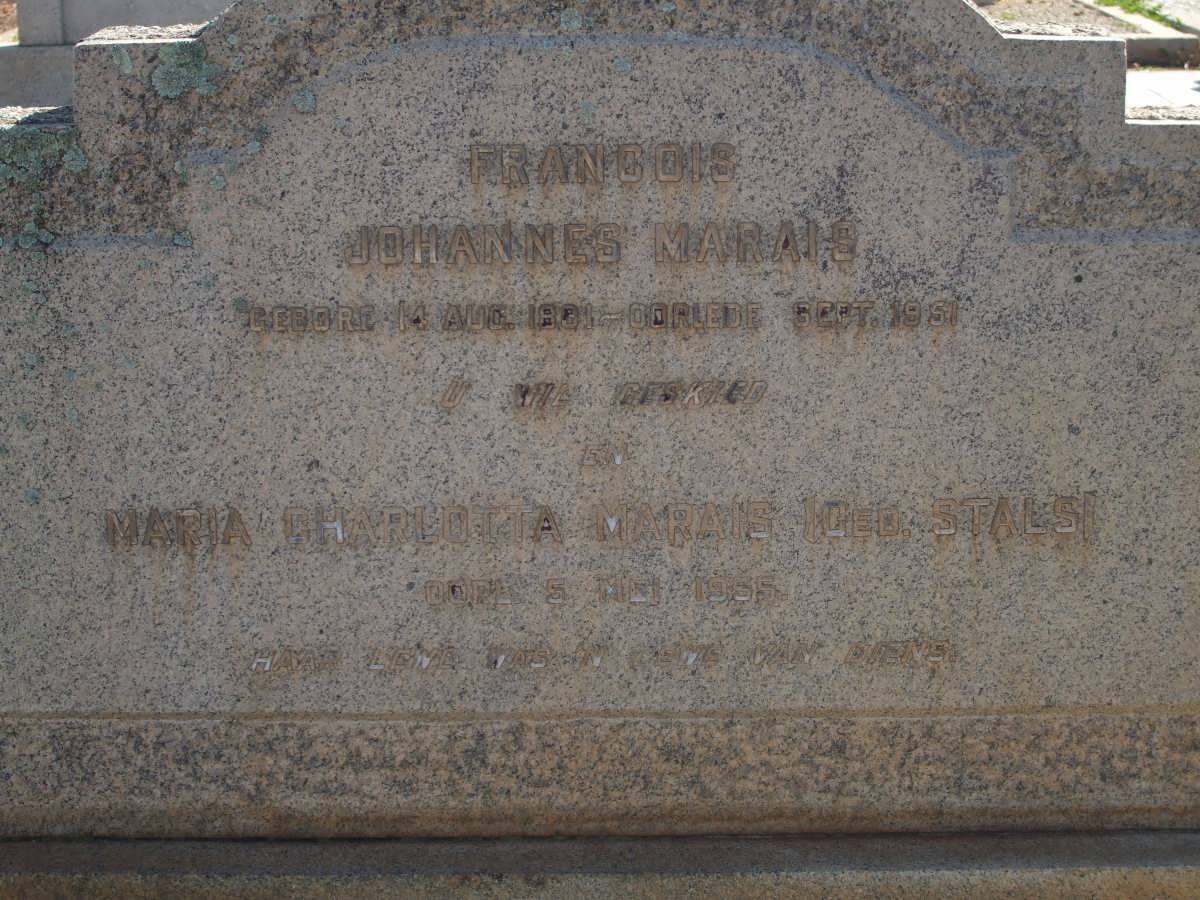 FRANCOIS
JOHANNES MARAIS
GEBORE 14 AUG. 1881 – OORLEDE SEPT. 1951
U WIL GESKIED
EN
MARIA CHARLOTTA MARAIS (GEB. STALS)
OORL. 5 MEI 1965.
HAAR LEWE WAS 'N LEWE VAN DIENS.